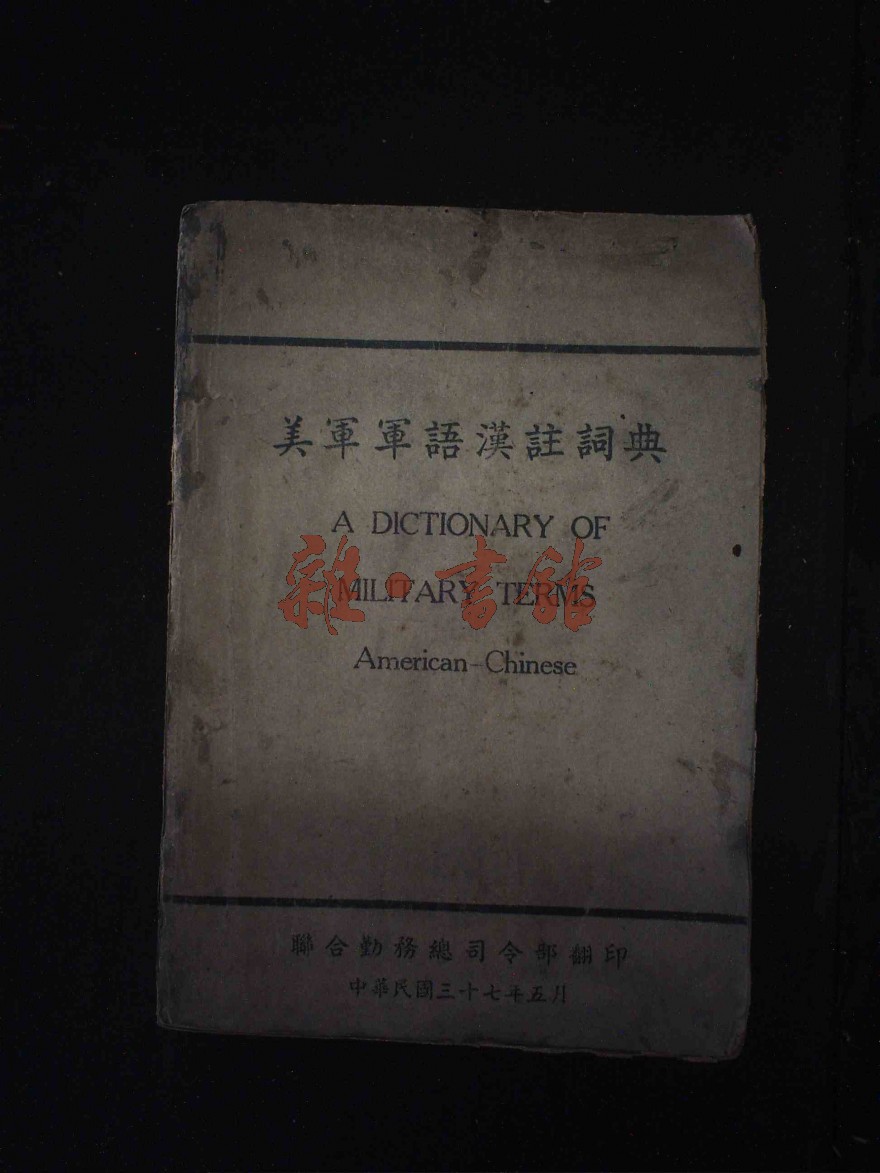 美軍軍語漢註詞典
A DICTIONARY OF
MILITARY TERMS
雜·書館
American-Chinese
聯合勤務總司令部翻印
中華民國三十七年五月